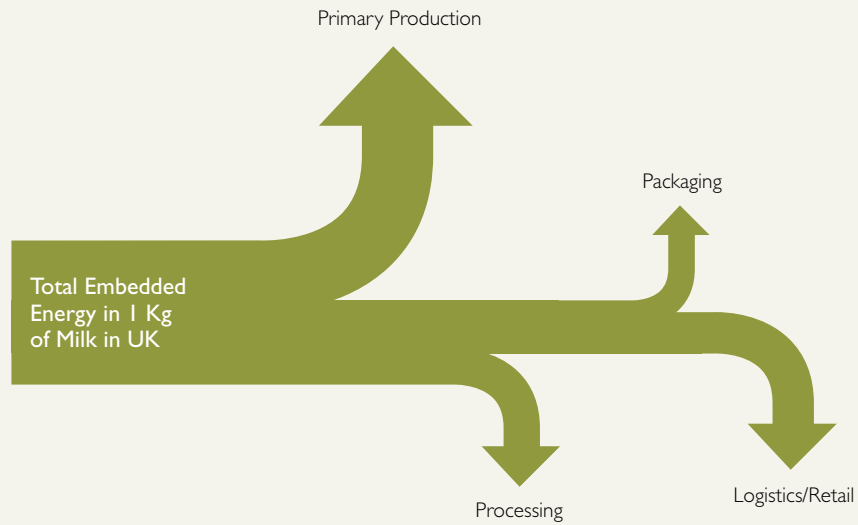 Primary Production
Packaging
Total Embedded
Energy in 1 Kg
of Milk in UK
Logistics/Retail
Processing